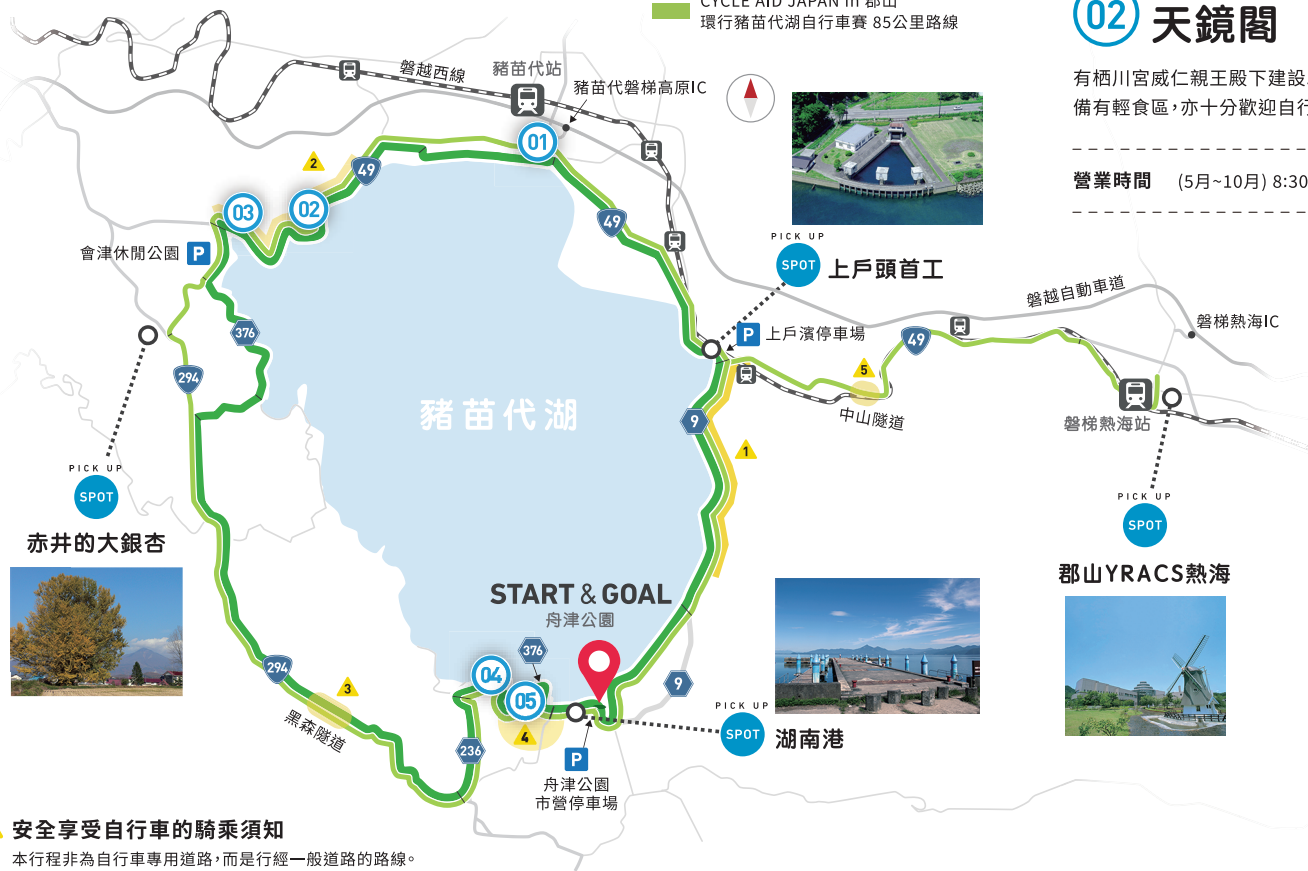 CYCLE AID JAPAN in 郡山
環行豬苗代湖自行車賽 85公里路線
02 天鏡閣
有栖川宮威仁親王殿下建設
備有輕食區，亦十分歡迎自行
營業時間 (5月~10月) 8:30
磐越西線
豬苗代站
豬苗代磐梯高原IC
01
2
49
03
02
49
會津休閒公園
P
PICK UP
SPOT
上戶頭首工
376
P
上戶濱停車場
磐越自動車道
49
磐梯熱海IC
294
5
中山隧道
磐梯熱海站
豬苗代湖
9
1
PICK UP
SPOT
赤井的大銀杏
PICK UP
SPOT
郡山YRACS熱海
START & GOAL
舟津公園
376
294
04
05
9
3
黑森隧道
4
236
PICK UP
SPOT
湖南港
P
舟津公園
市營停車場
安全享受自行車的騎乘須知
本行程非為自行車專用道路，而是行經一般道路的路線。